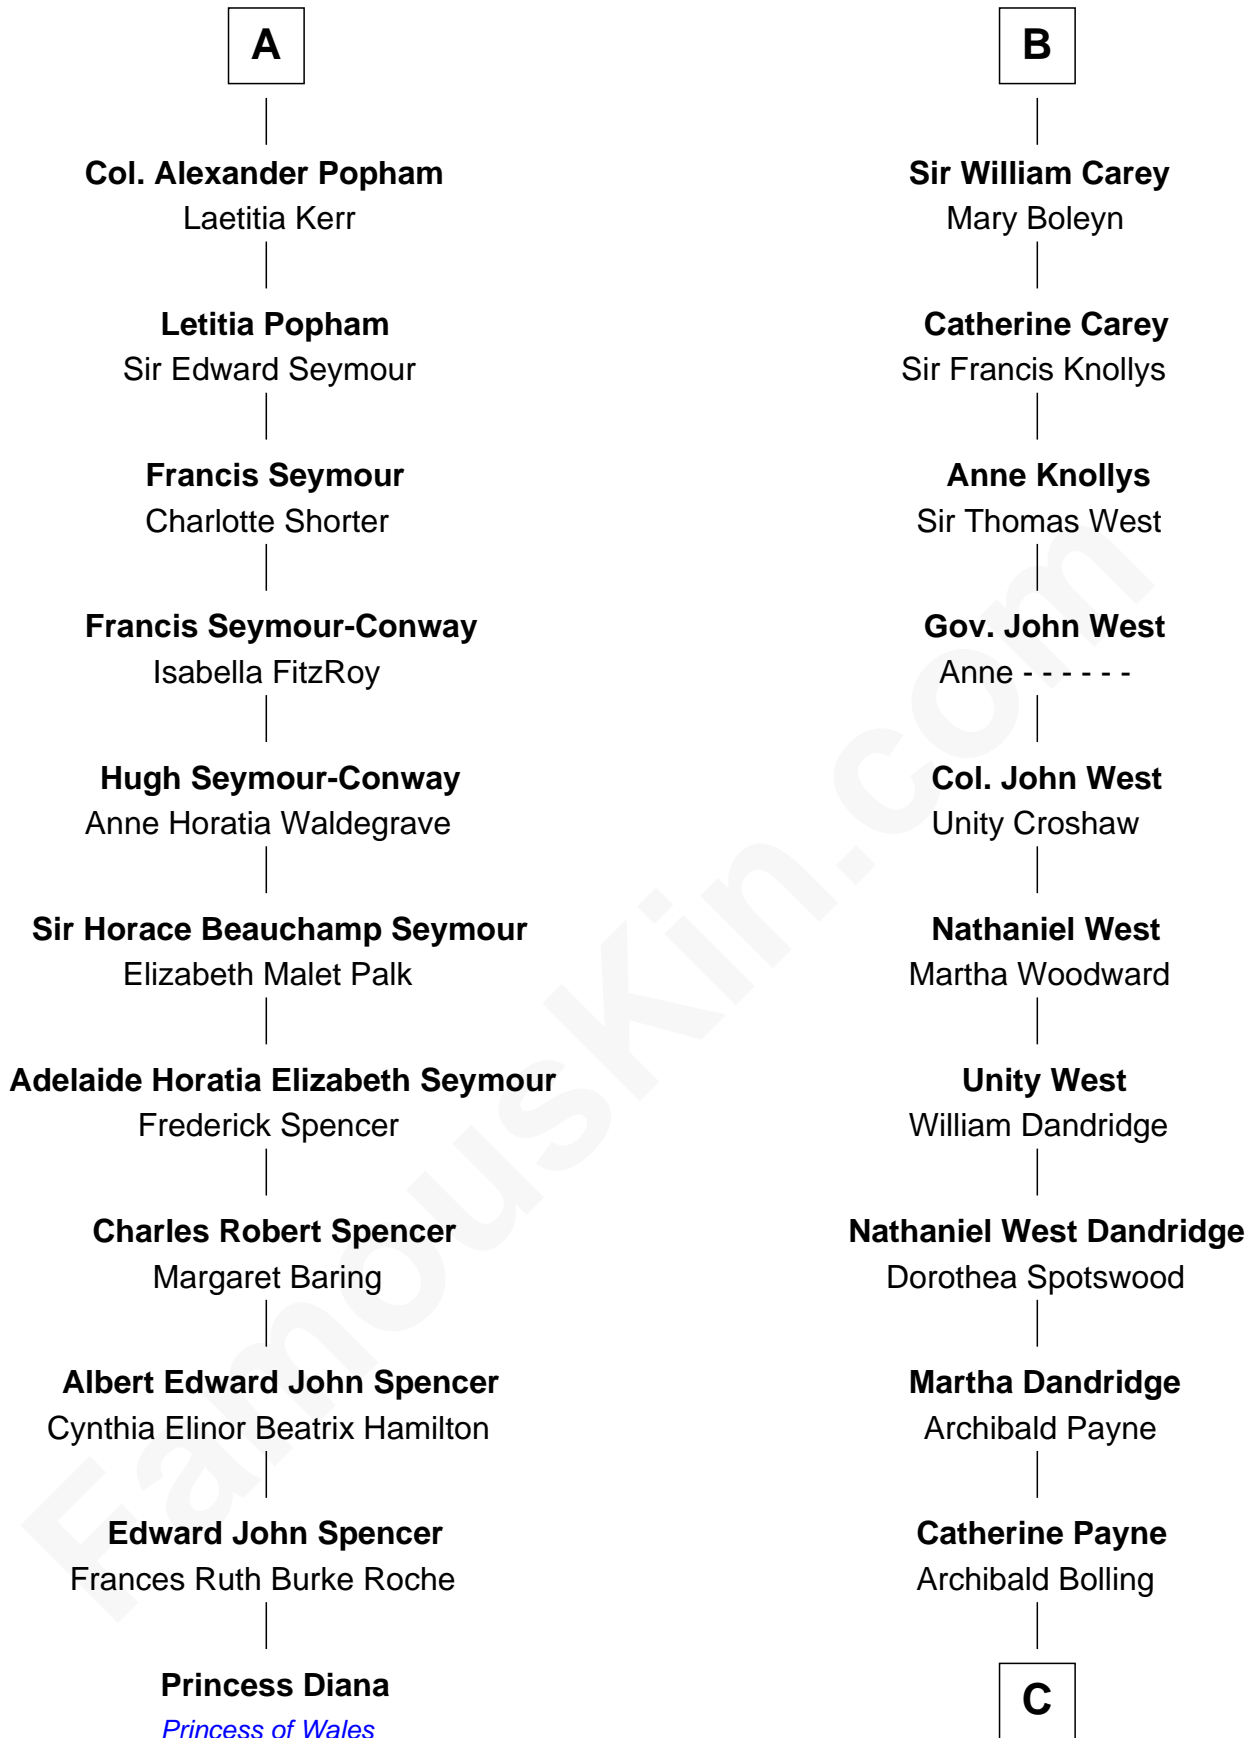 A
Col. Alexander Popham
Laetitia Kerr
Letitia Popham
Sir Edward Seymour
Francis Seymour
Charlotte Shorter
Francis Seymour-Conway
Isabella FitzRoy
Hugh Seymour-Conway
Anne Horatia Waldegrave
Sir Horace Beauchamp Seymour
Elizabeth Malet Palk
Adelaide Horatia Elizabeth Seymour
Frederick Spencer
Charles Robert Spencer
Margaret Baring
Albert Edward John Spencer
Cynthia Elinor Beatrix Hamilton
Edward John Spencer
Frances Ruth Burke Roche
Princess Diana
Princess of Wales
B
Sir William Carey
Mary Boleyn
Catherine Carey
Sir Francis Knollys
Anne Knollys
Sir Thomas West
Gov. John West
Anne - - - - - -
Col. John West
Unity Croshaw
Nathaniel West
Martha Woodward
Unity West
William Dandridge
Nathaniel West Dandridge
Dorothea Spotswood
Martha Dandridge
Archibald Payne
Catherine Payne
Archibald Bolling
C
FamousKin.com